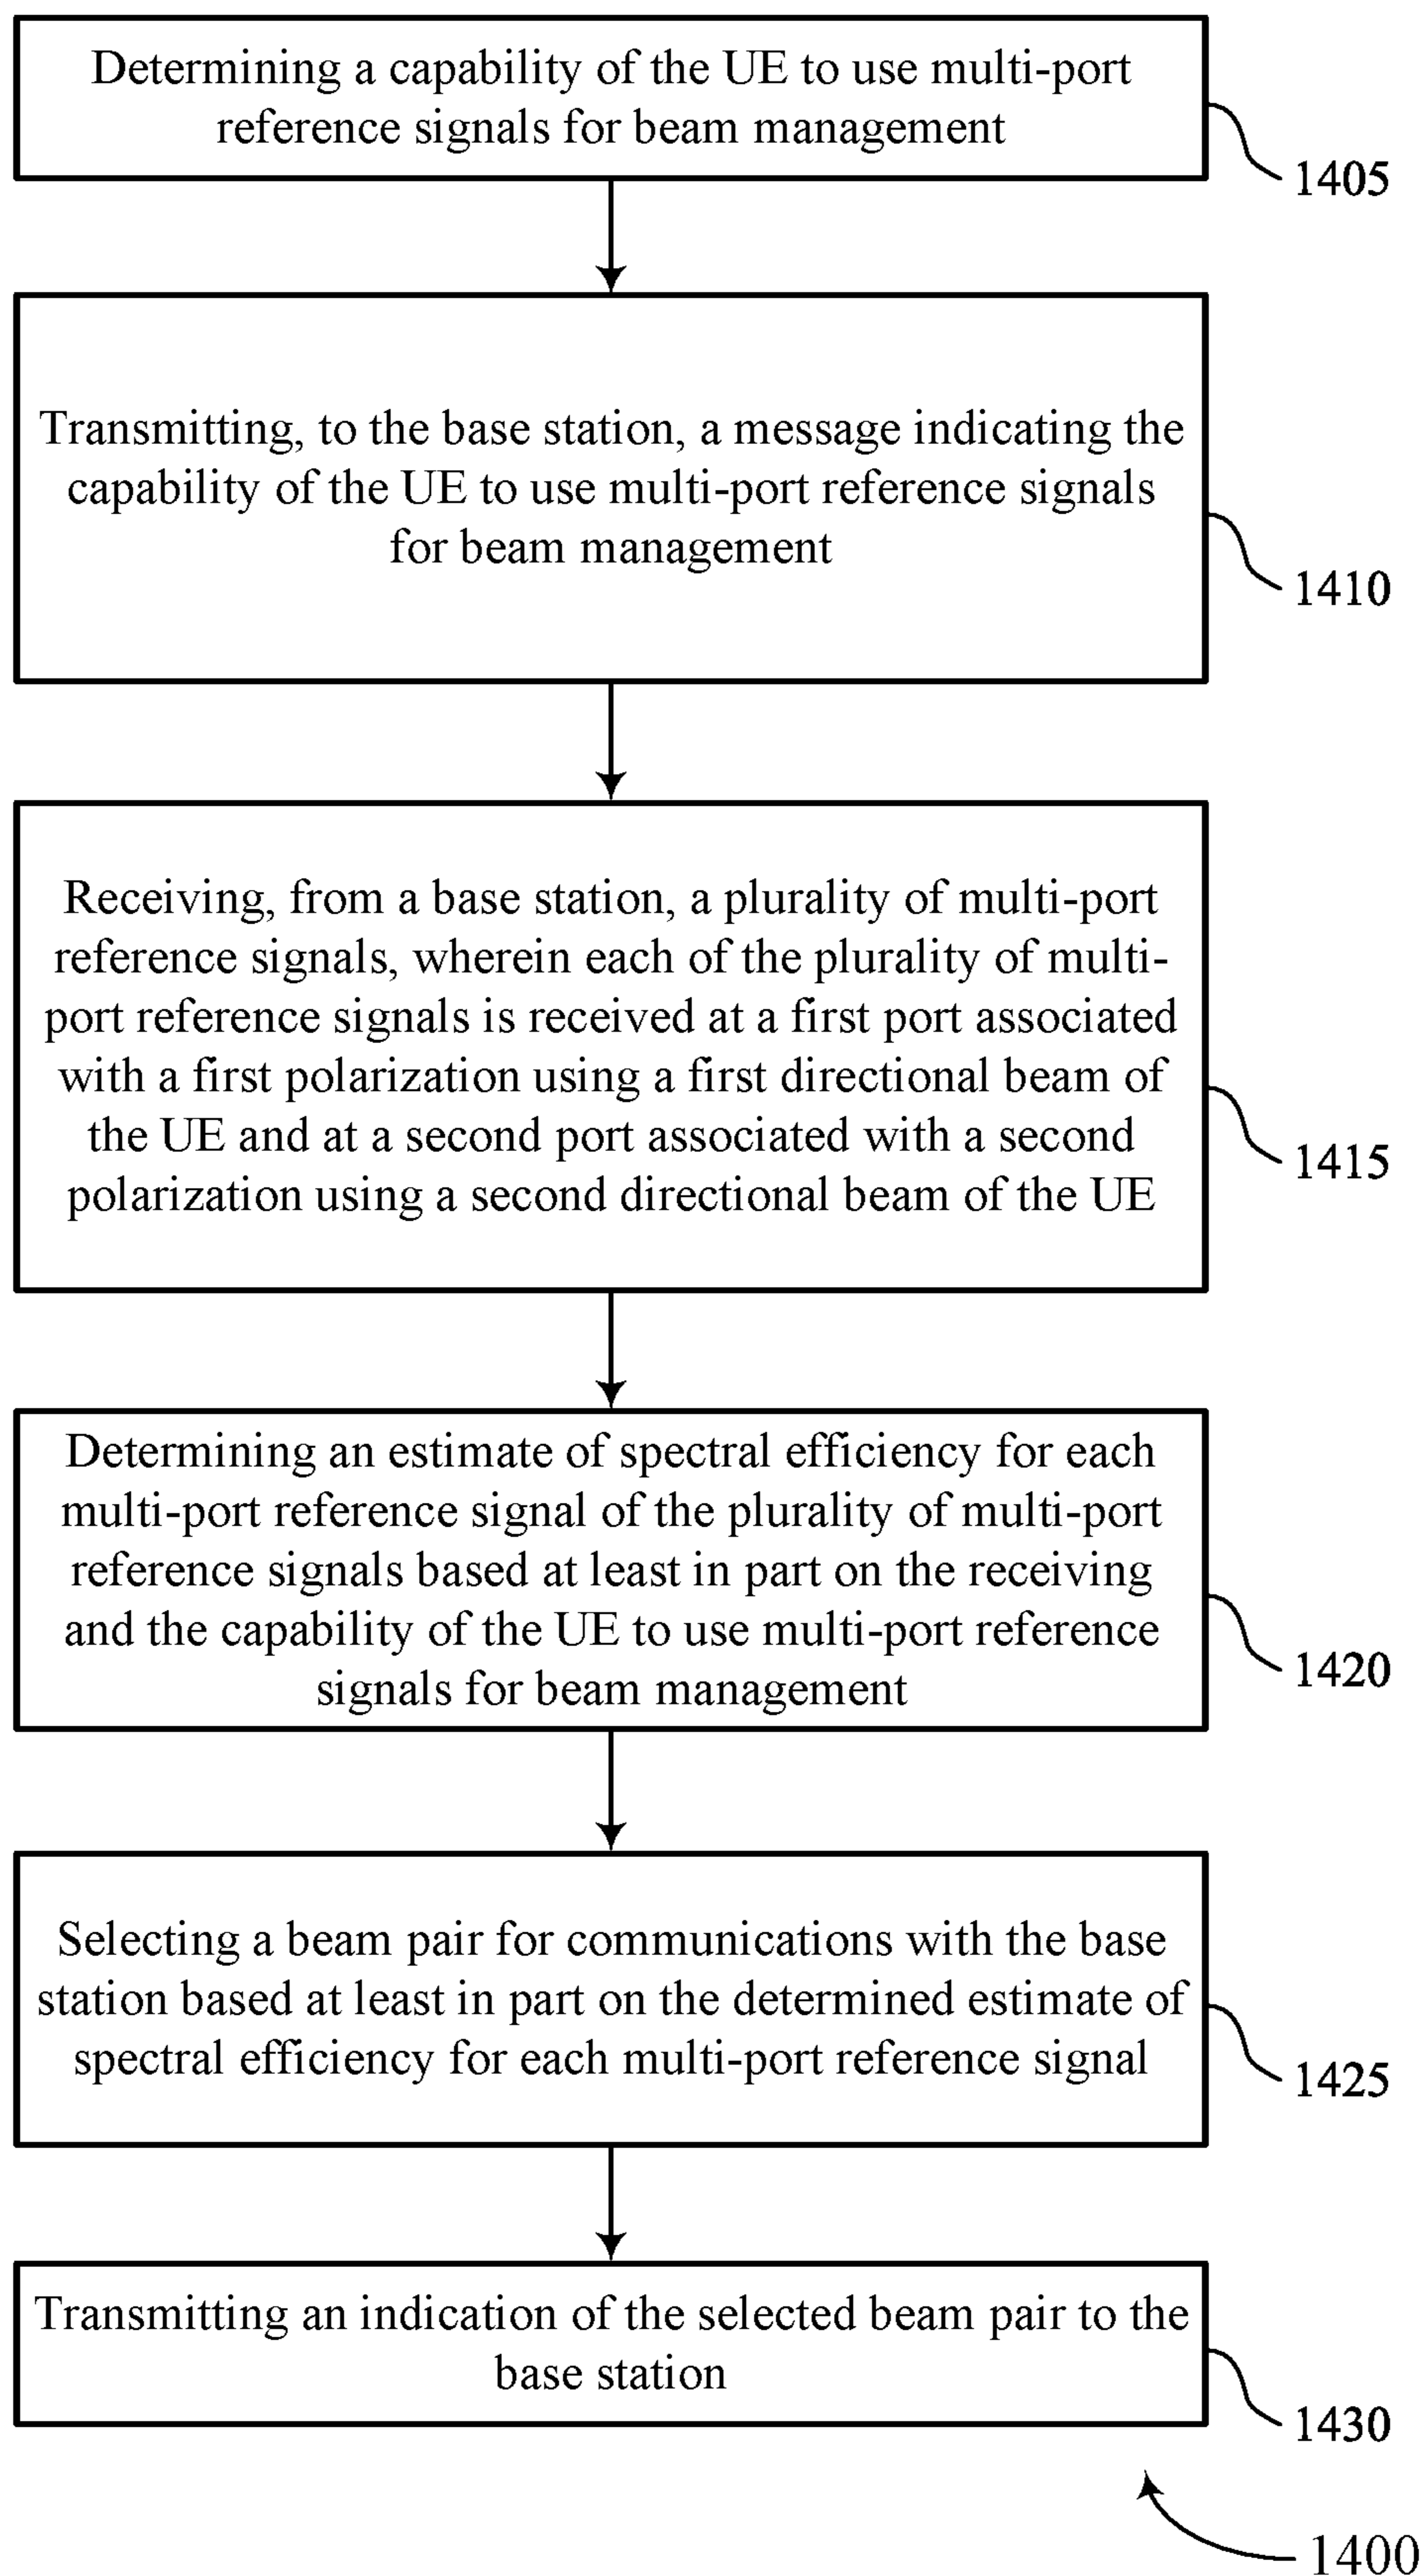 Determining a capability of the UE to use multi-port
reference signals for beam management
1405
Transmitting, to the base station, a message indicating the
capability of the UE to use multi-port reference signals
for beam management
1410
Receiving, from a base station, a plurality of multi-port
reference signals, wherein each of the plurality of multi-
port reference signals is received at a first port associated
with a first polarization using a first directional beam of
the UE and at a second port associated with a second
polarization using a second directional beam of the UE
1415
Determining an estimate of spectral efficiency for each
multi-port reference signal of the plurality of multi-port
reference signals based at least in part on the receiving
and the capability of the UE to use multi-port reference
signals for beam management
1420
Selecting a beam pair for communications with the base
station based at least in part on the determined estimate of
spectral efficiency for each multi-port reference signal
1425
Transmitting an indication of the selected beam pair to the
base station
1430
1400